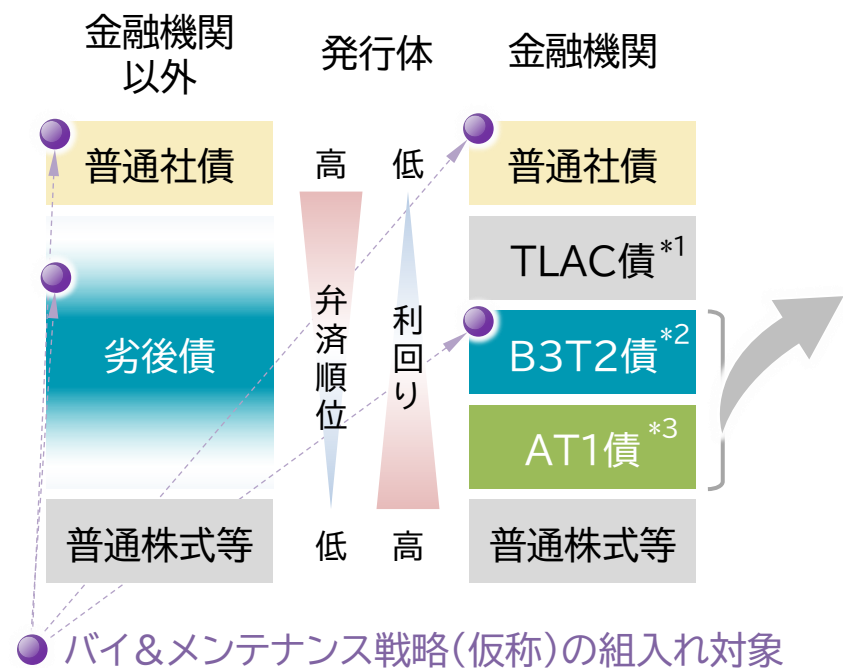 金融機関
以外
発行体
金融機関
普通社債
高
低
普通社債
TLAC債*1
弁済順位
利回り
劣後債
B3T2債*2
AT1債*3
普通株式等
低
高
普通株式等
バイ&メンテナンス戦略(仮称)の組入れ対象